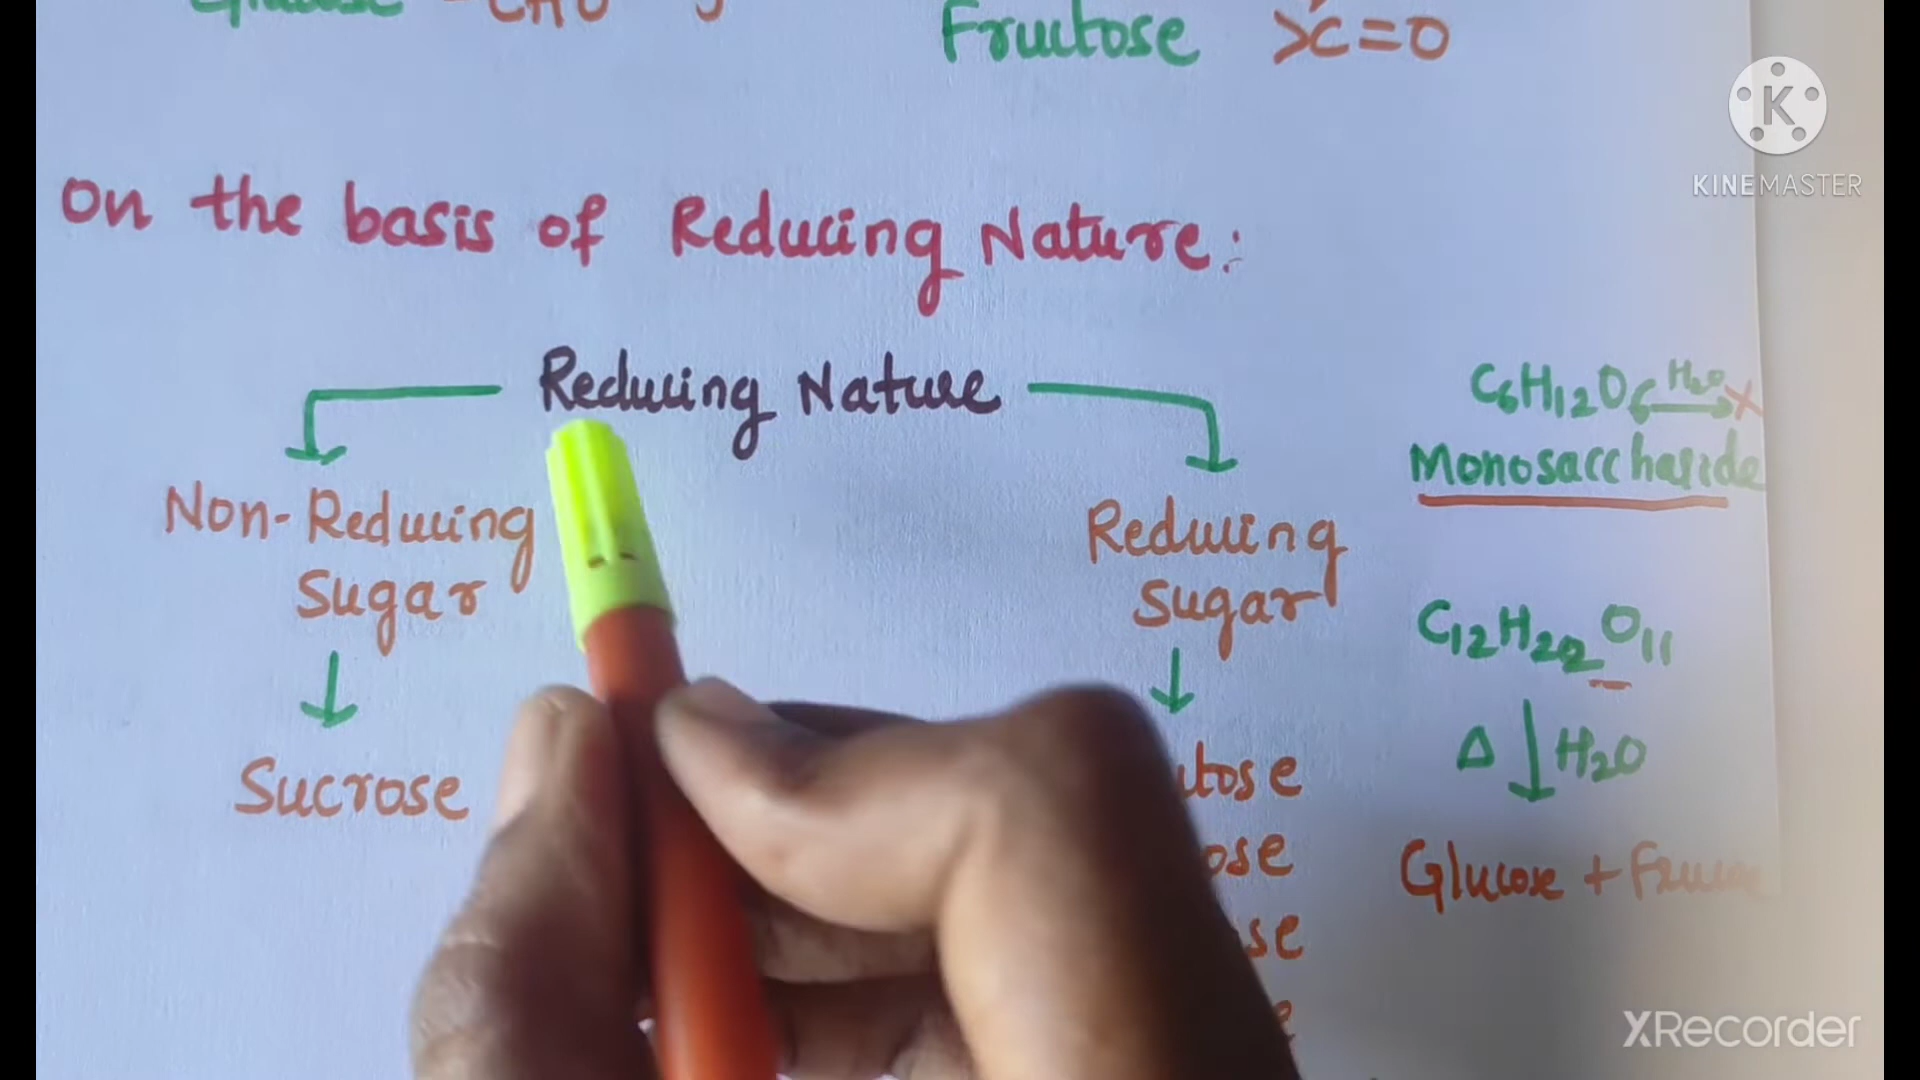 Fructose >C=O
On the basis of Reducing Nature:
Reducing Nature
Non-Reducing
Sugar
Sucrose
Reducing
Sugar
C6H12O6 H2O X
Monosaccharide
C12H22O11
Δ H2O
Glucose +
K
KINEMASTER
XRecorder